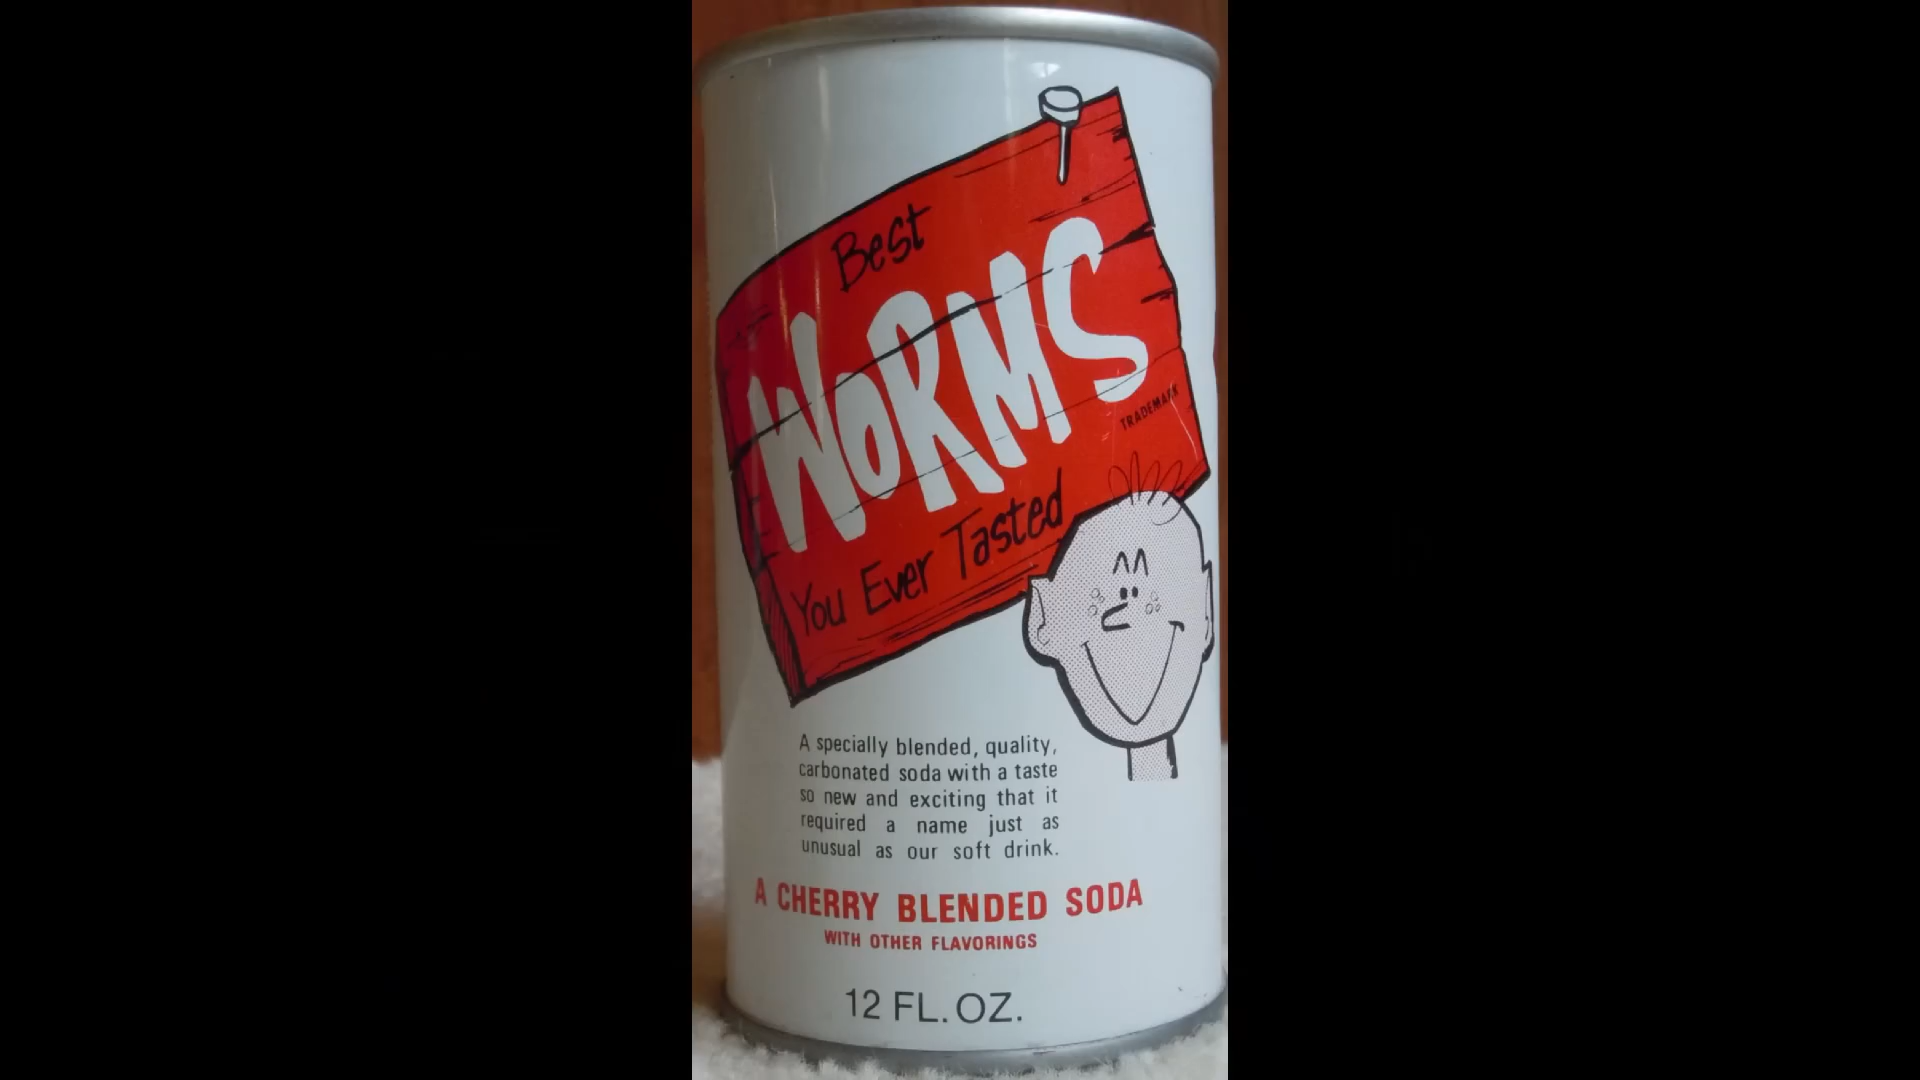 Best
WORMS
TRADEMARK
You Ever Tasted
A specially blended, quality,
carbonated soda with a taste
so new and exciting that it
required a name just as
unusual as our soft drink.
A CHERRY BLENDED SODA
WITH OTHER FLAVORINGS
12 FL. OZ.